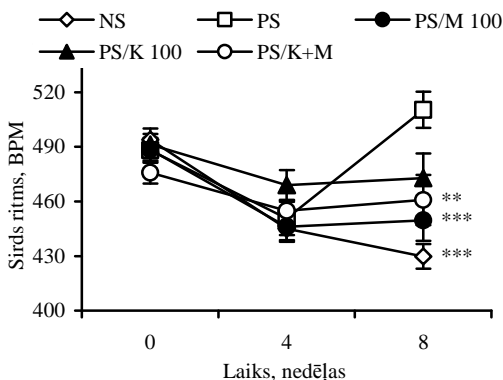 NS PS PS/M 100
PS/K 100 PS/K+M
520
490
460
430
400
Sirds ritms, BPM
**
***
***
0 4 8
Laiks, nedēļas